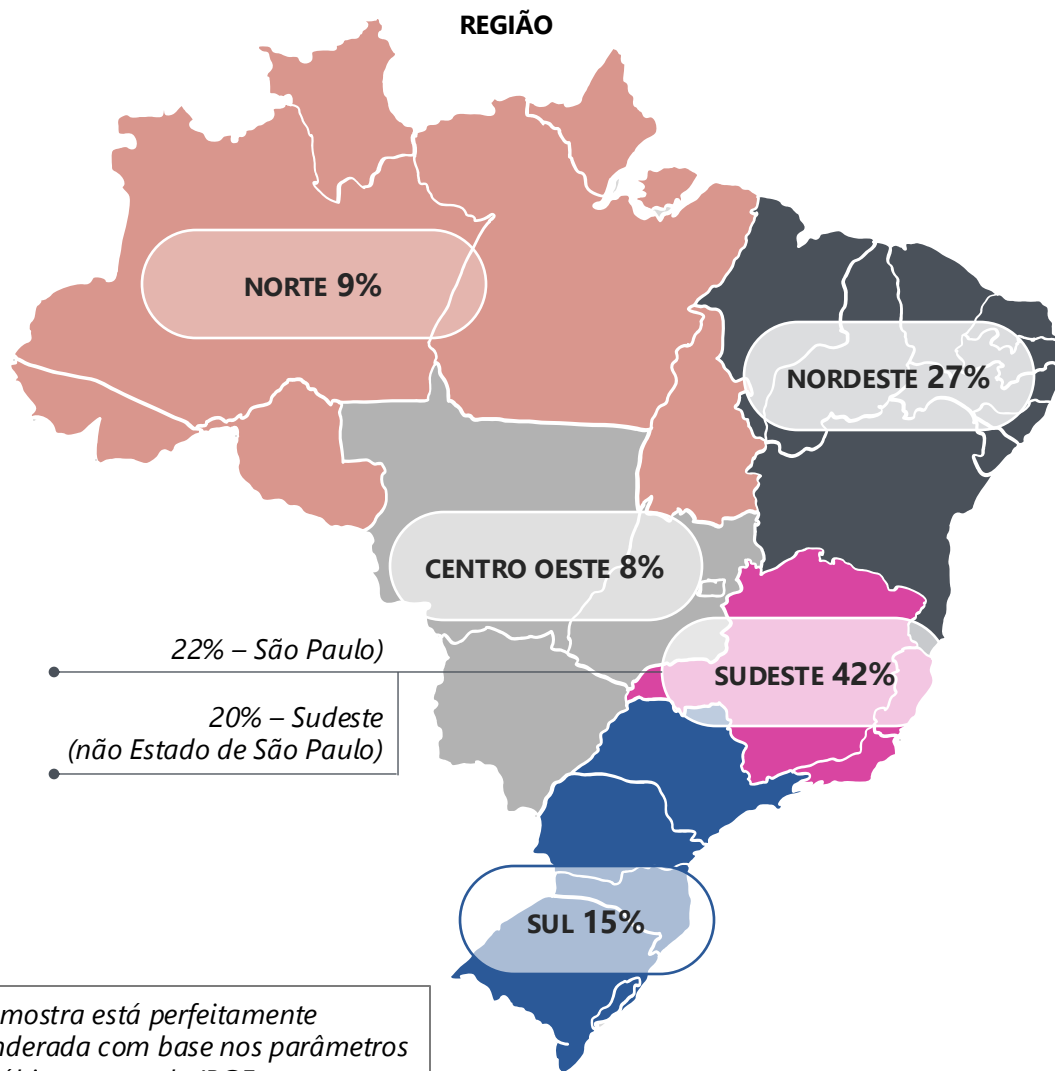 REGIÃO
NORTE 9%
NORDESTE 27%
CENTRO OESTE 8%
22% – São Paulo)
SUDESTE 42%
20% – Sudeste
(não Estado de São Paulo)
SUL 15%
mostra está perfeitamente
nderada com base nos parâmetros